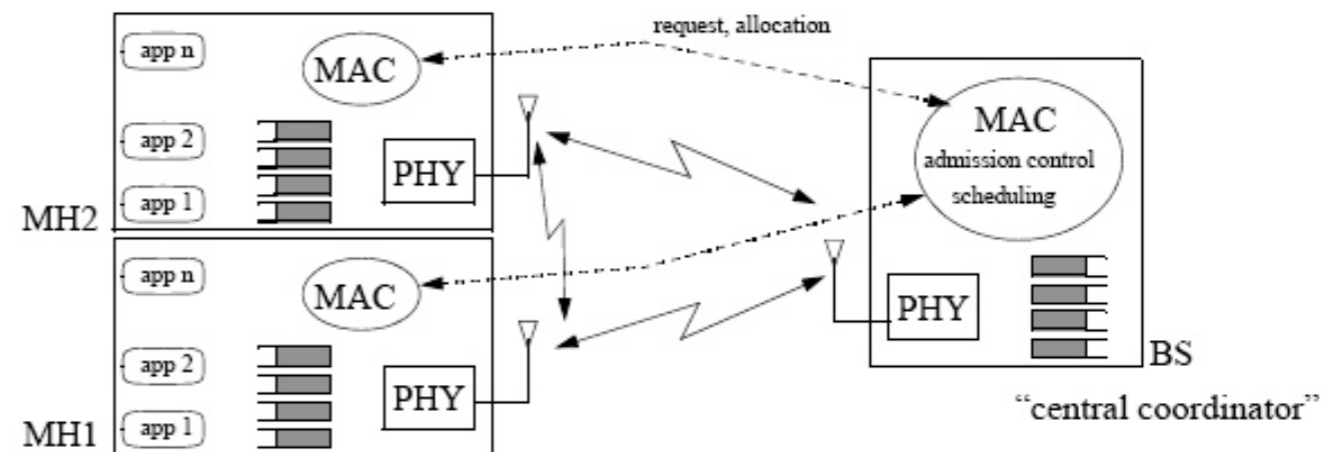 request, allocation
app n
MAC
app 2
PHY
app 1
MH2
MAC
admission control
scheduling
app n
MAC
app 2
PHY
app 1
MH1
PHY
BS
“central coordinator”